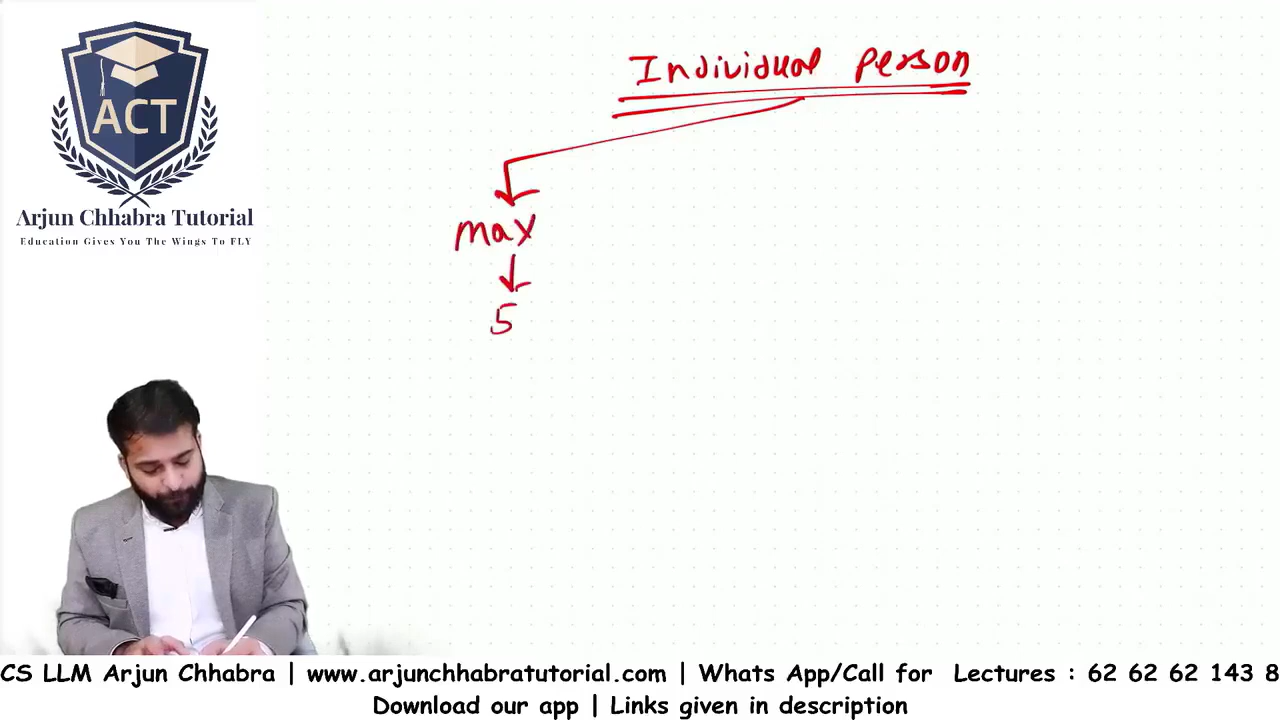 ACT
Arjun Chhabra Tutorial
Education Gives You The Wings To FLY
Individual Person
max
5
CS LLM Arjun Chhabra | www.arjunchhabratutorial.com | Whats App/Call for Lectures : 62 62 62 143 8
Download our app | Links given in description